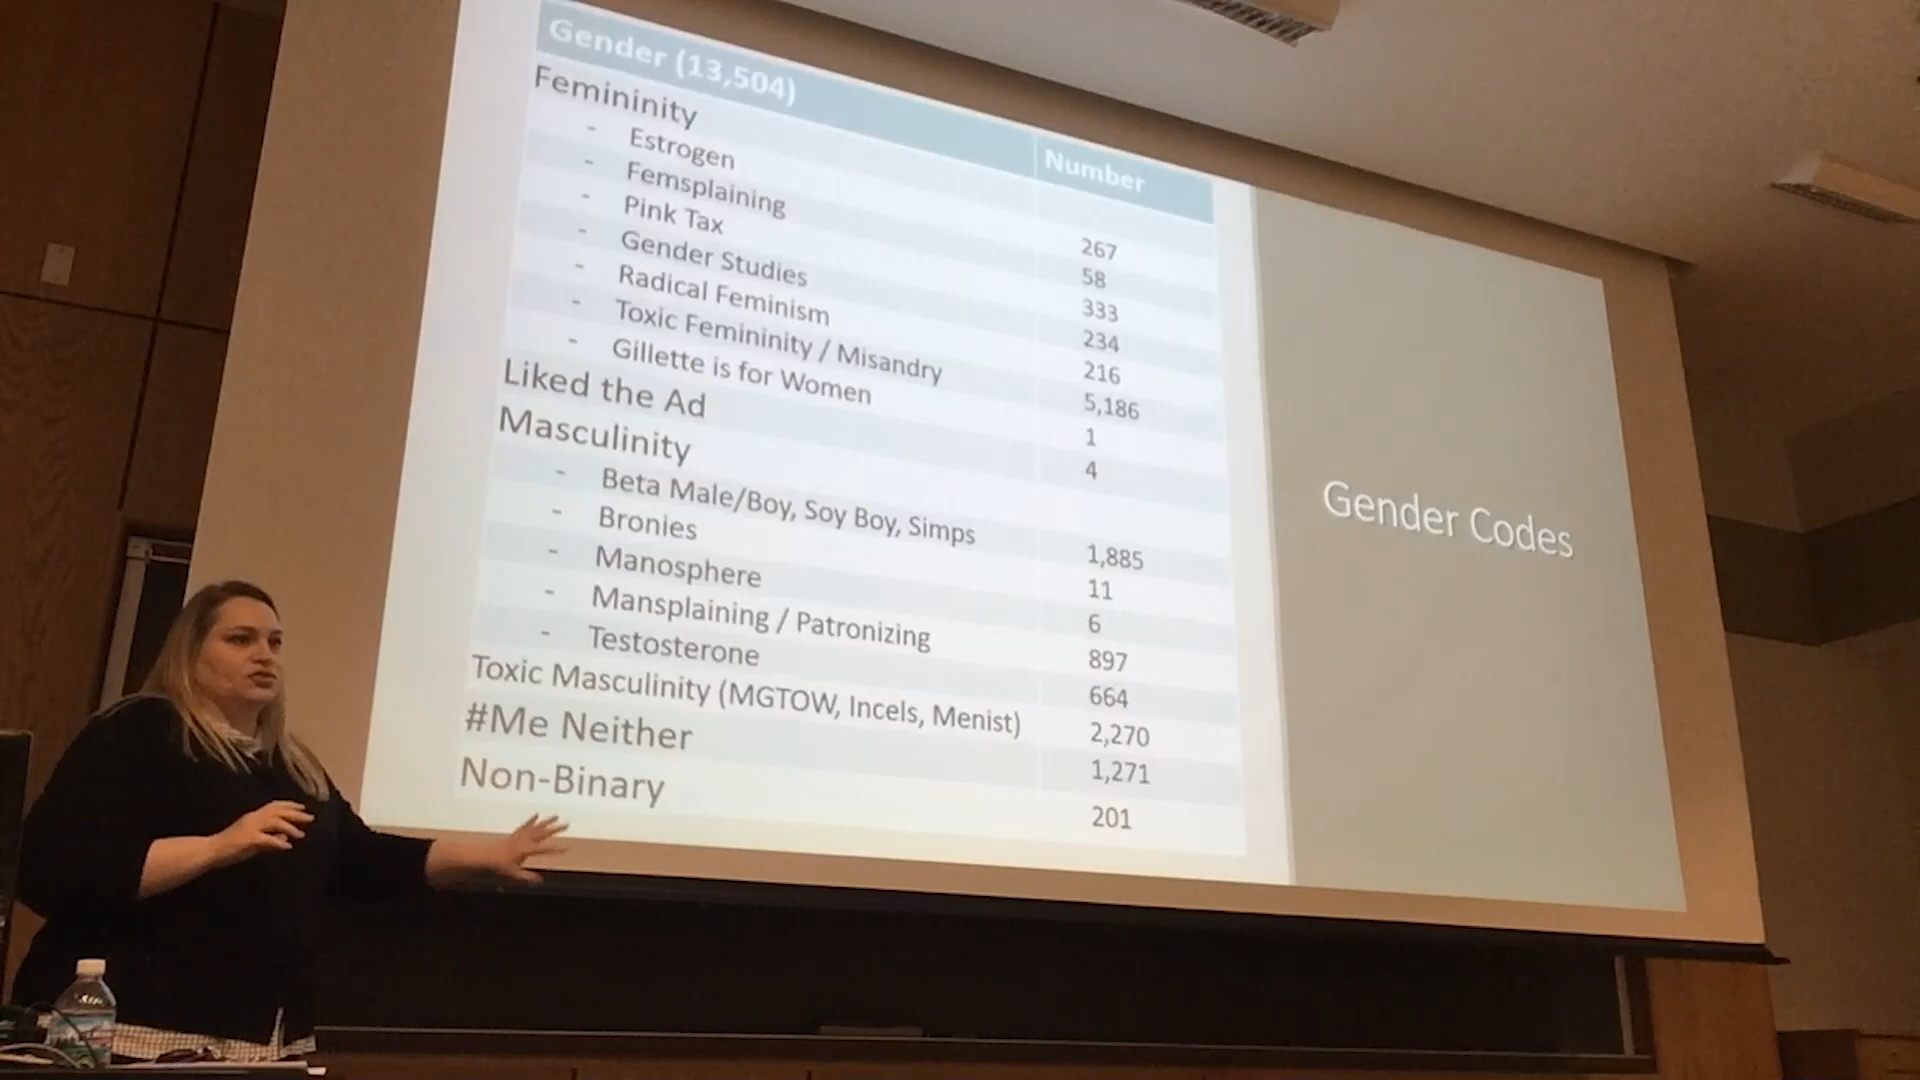 Gender (13,504) Number
Femininity
- Estrogen 267
- Femsplaining 58
- Pink Tax 333
- Gender Studies 234
- Radical Feminism 216
- Toxic Femininity / Misandry 5,186
- Gillette is for Women 1
Liked the Ad 4
Masculinity
- Beta Male/Boy, Soy Boy, Simps 1,885
- Bronies 11
- Manosphere 6
- Mansplaining / Patronizing 897
- Testosterone 664
Toxic Masculinity (MGTOW, Incels, Menist) 2,270
#Me Neither 1,271
Non-Binary 201
Gender Codes